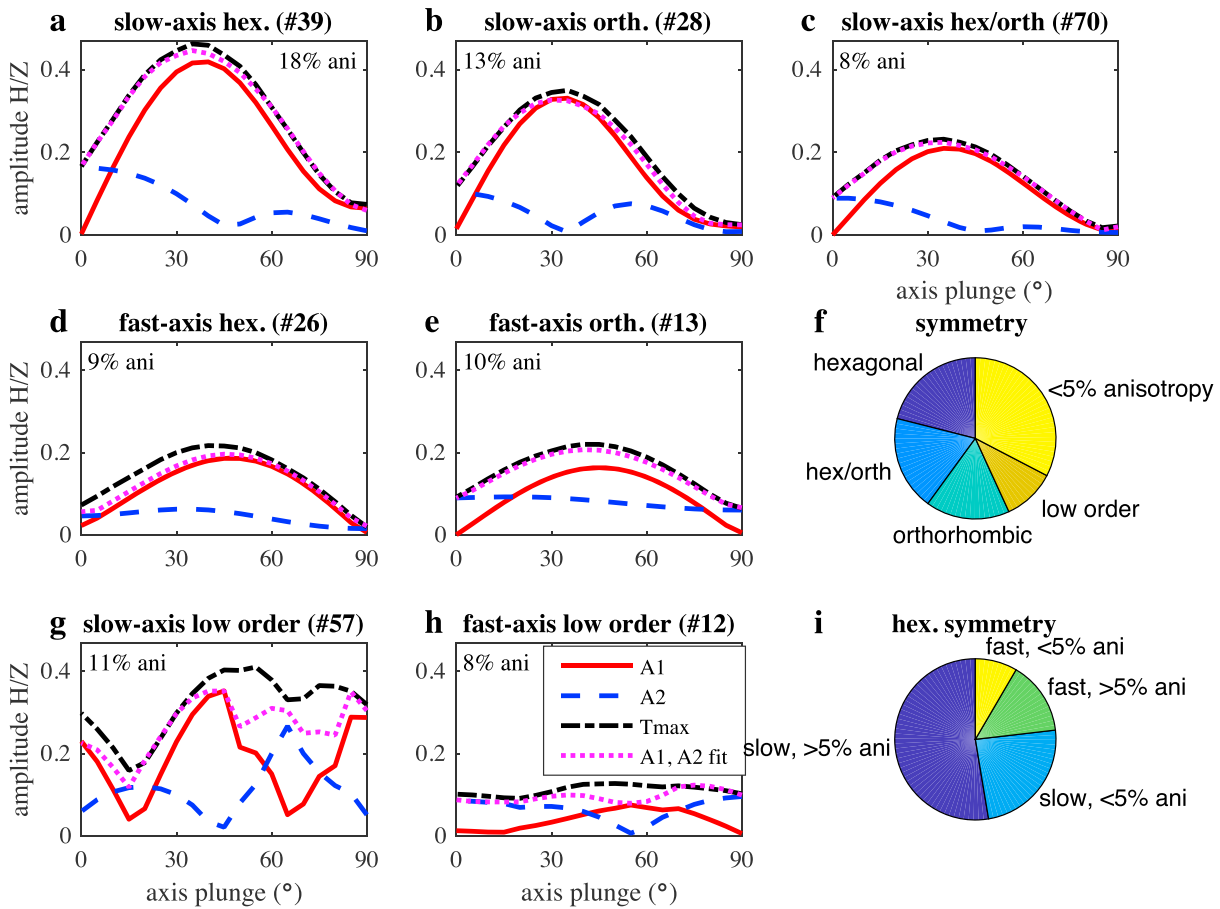 a slow-axis hex. (#39)
18% ani
amplitude H/Z
0.4
0.2
0
0 30 60 90
b slow-axis orth. (#28)
13% ani
0.4
0.2
0
0 30 60 90
c slow-axis hex/orth (#70)
8% ani
0.4
0.2
0
0 30 60 90
axis plunge (°)
d fast-axis hex. (#26)
9% ani
amplitude H/Z
0.4
0.2
0
0 30 60 90
e fast-axis orth. (#13)
10% ani
0.4
0.2
0
0 30 60 90
f symmetry
hexagonal
<5% anisotropy
hex/orth
low order
orthorhombic
g slow-axis low order (#57)
11% ani
amplitude H/Z
0.4
0.2
0
0 30 60 90
axis plunge (°)
h fast-axis low order (#12)
8% ani
0.4
0.2
0
0 30 60 90
axis plunge (°)
A1
A2
Tmax
A1, A2 fit
i hex. symmetry
fast, <5% ani
fast, >5% ani
slow, >5% ani
slow, <5% ani